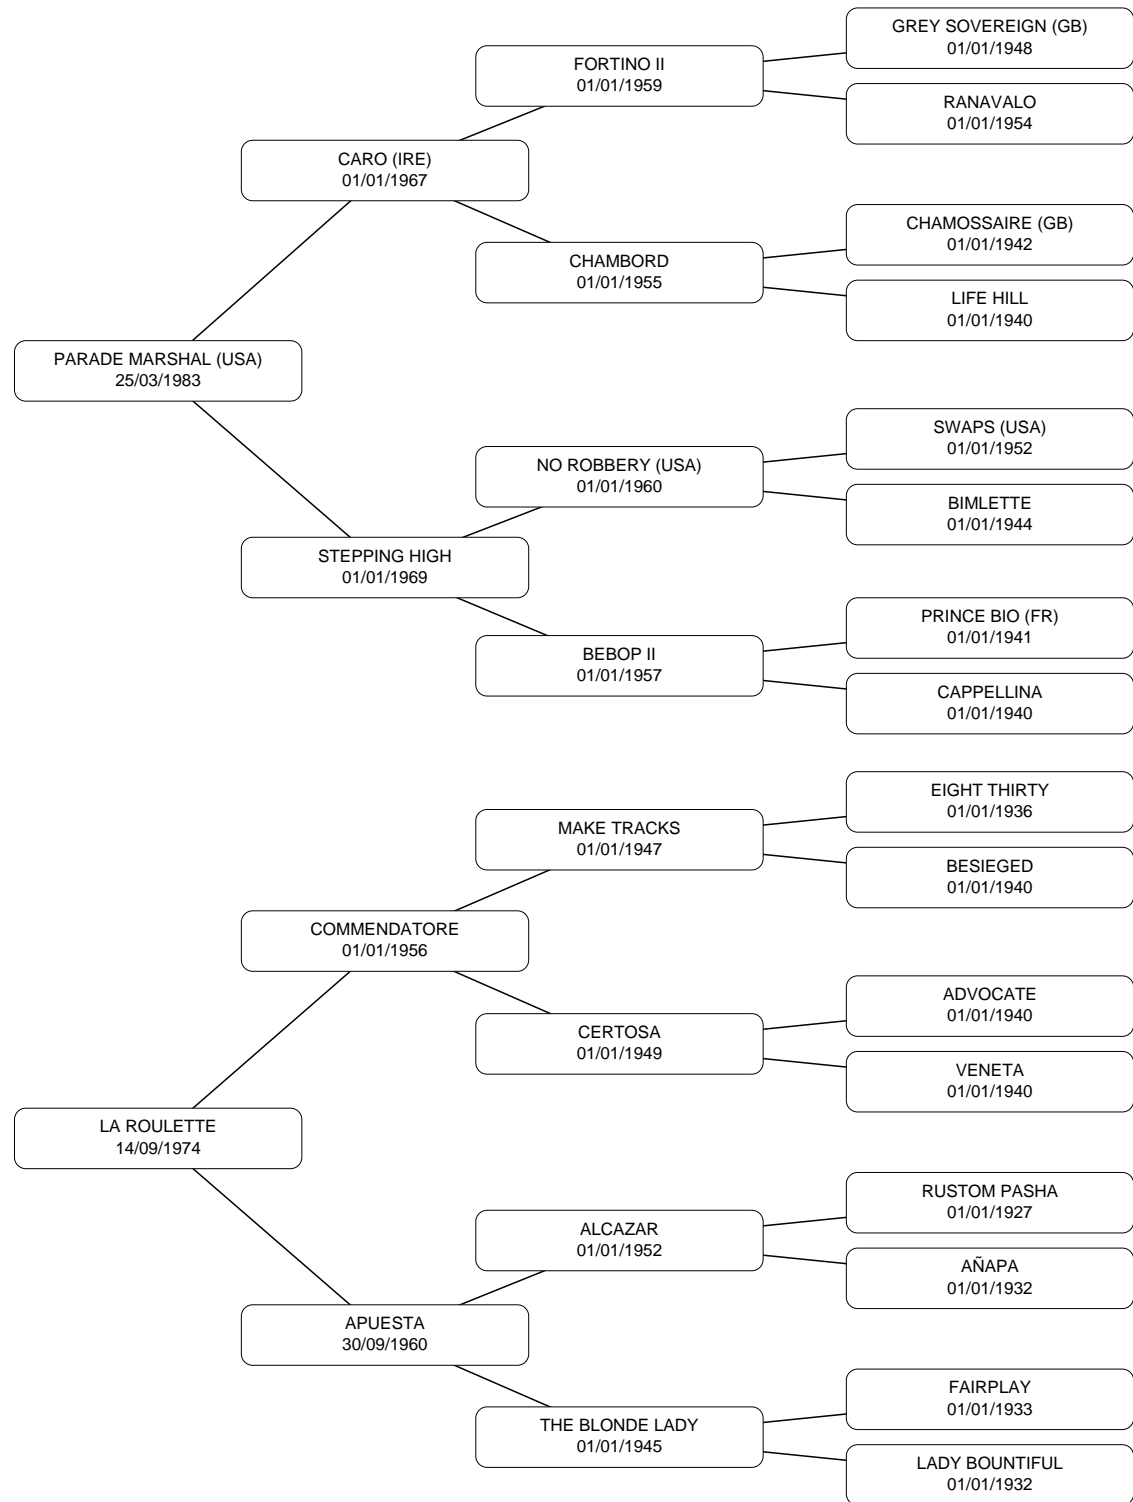 GREY SOVEREIGN (GB)
01/01/1948
FORTINO II
01/01/1959
RANAVALO
01/01/1954
CARO (IRE)
01/01/1967
CHAMOSSAIRE (GB)
01/01/1942
CHAMBORD
01/01/1955
LIFE HILL
01/01/1940
PARADE MARSHAL (USA)
25/03/1983
SWAPS (USA)
01/01/1952
NO ROBBERY (USA)
01/01/1960
BIMLETTE
01/01/1944
STEPPING HIGH
01/01/1969
PRINCE BIO (FR)
01/01/1941
BEBOP II
01/01/1957
CAPPELLINA
01/01/1940
EIGHT THIRTY
01/01/1936
MAKE TRACKS
01/01/1947
BESIEGED
01/01/1940
COMMENDATORE
01/01/1956
ADVOCATE
01/01/1940
CERTOSA
01/01/1949
VENETA
01/01/1940
LA ROULETTE
14/09/1974
RUSTOM PASHA
01/01/1927
ALCAZAR
01/01/1952
AÑAPA
01/01/1932
APUESTA
30/09/1960
FAIRPLAY
01/01/1933
THE BLONDE LADY
01/01/1945
LADY BOUNTIFUL
01/01/1932